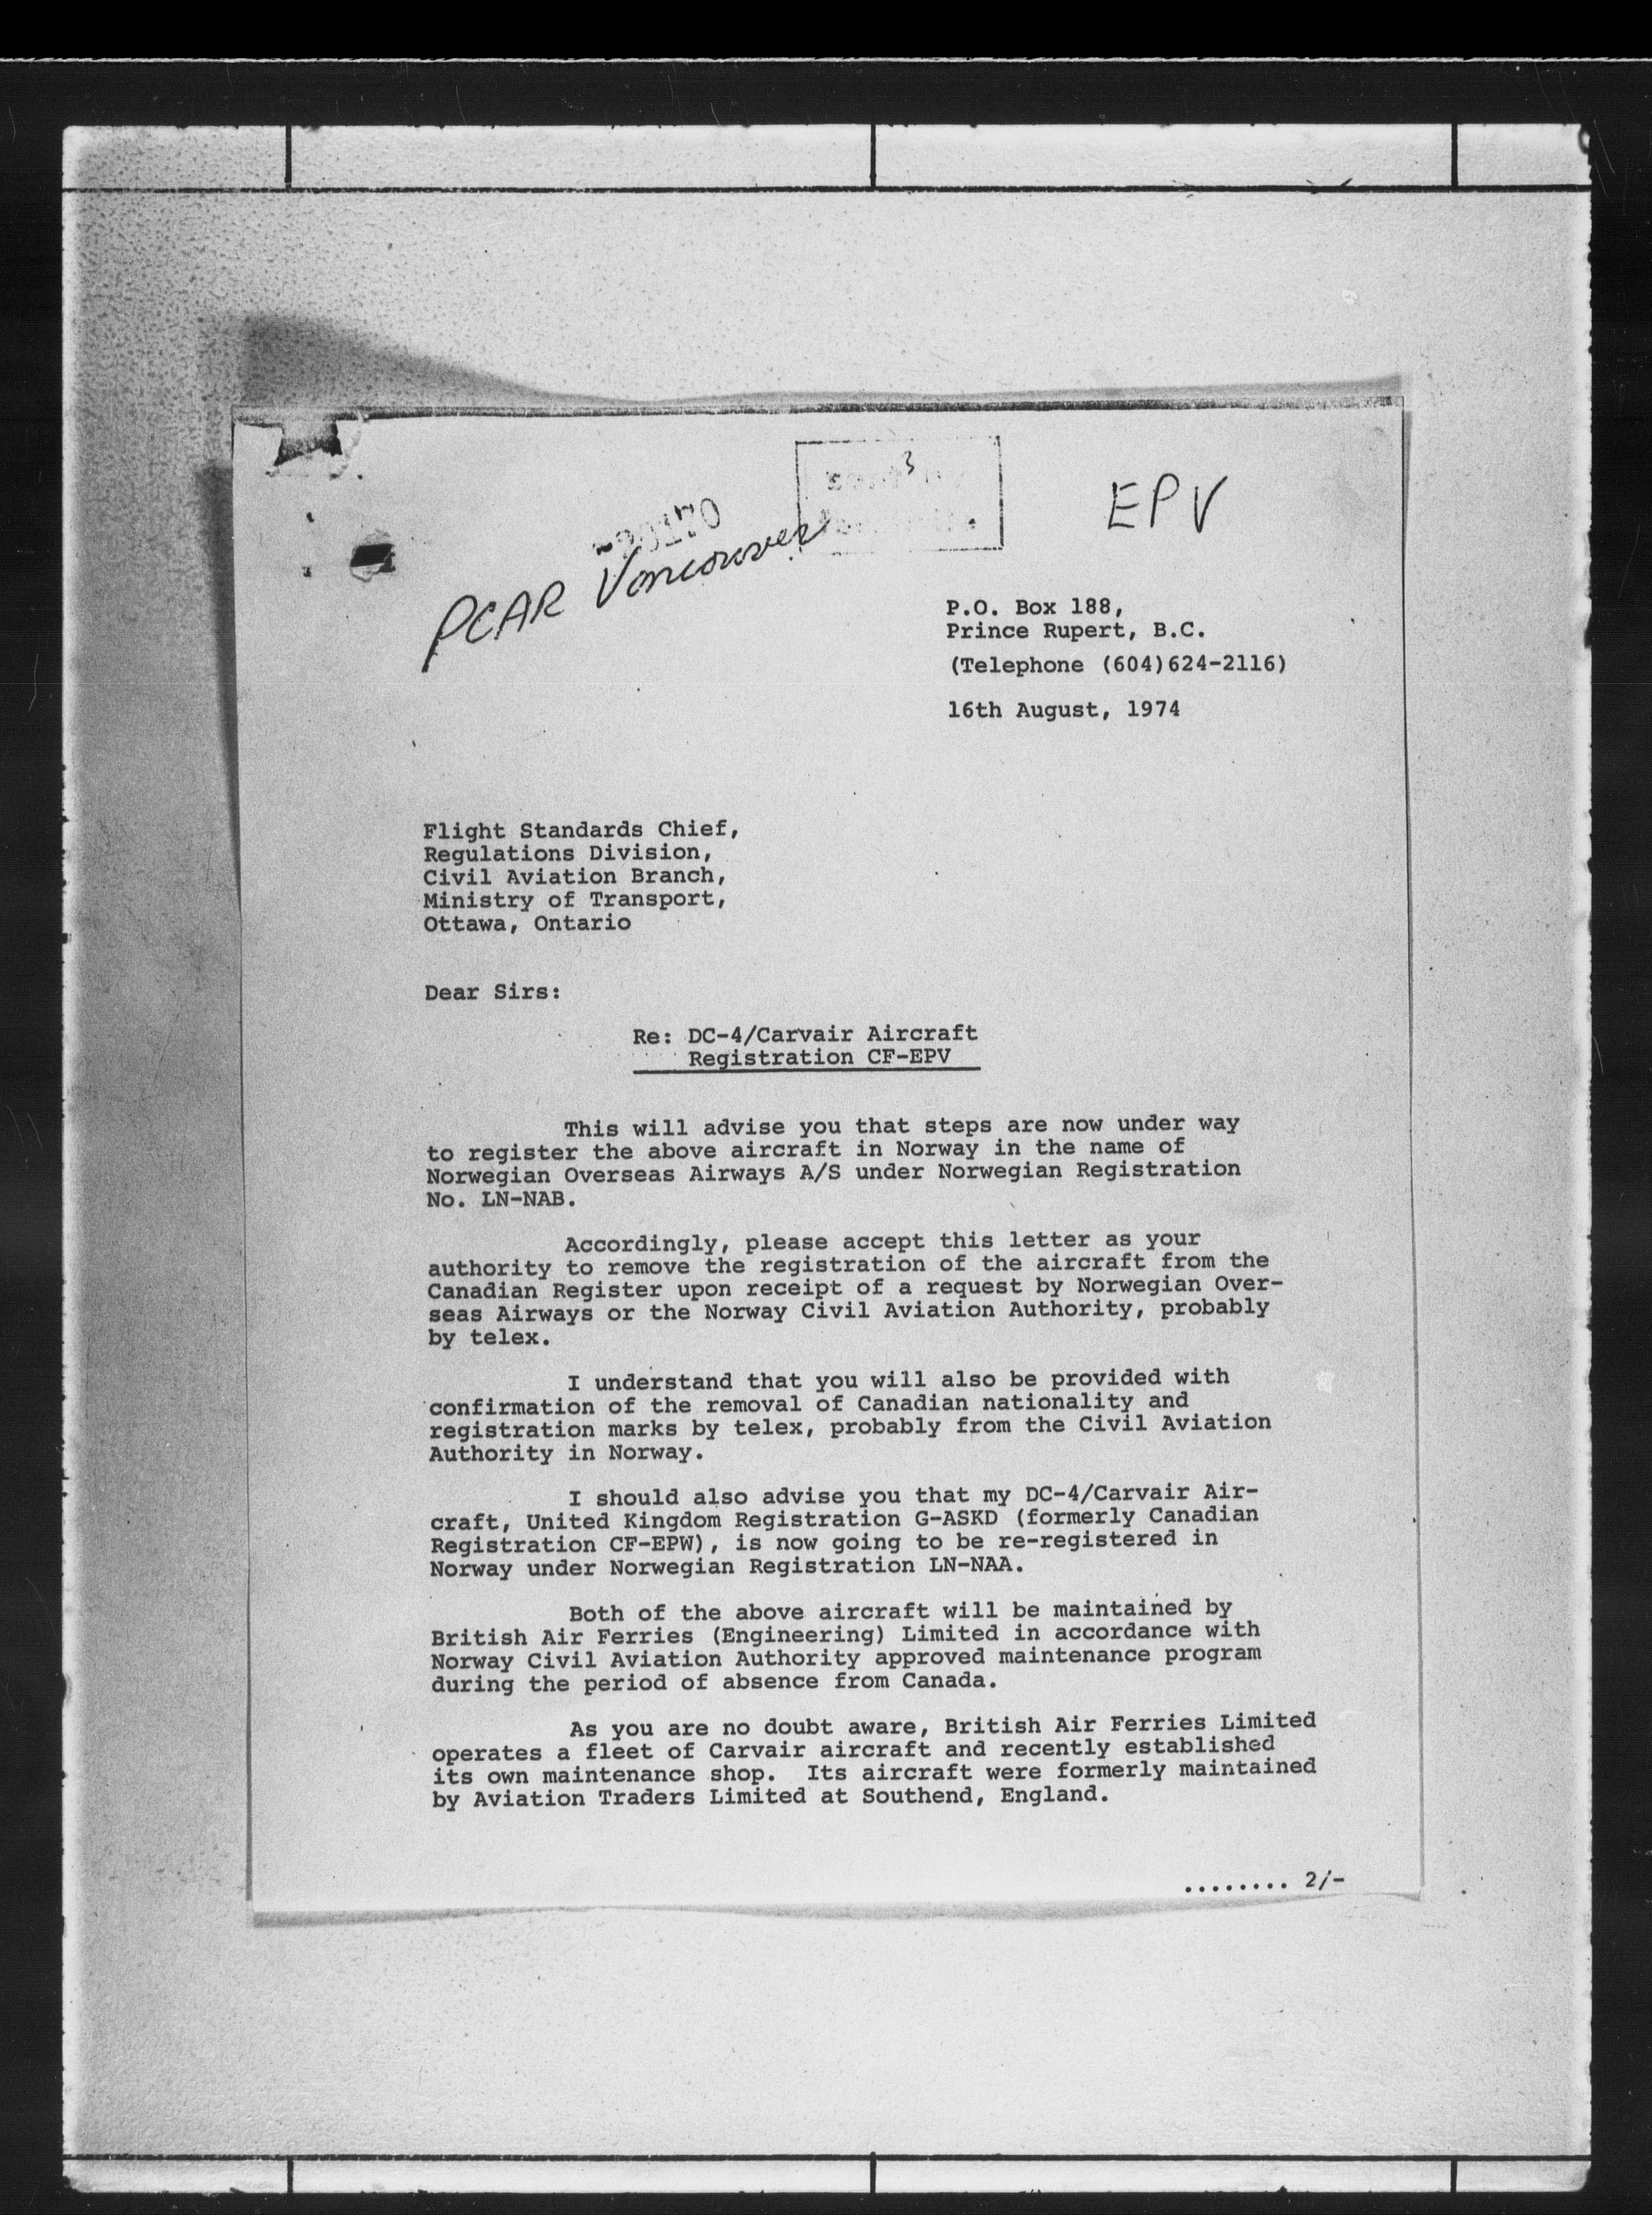 EPV
PCAR Vancouver
P.O. Box 188,
Prince Rupert, B.C.
(Telephone (604)624-2116)
16th August, 1974
Flight Standards Chief,
Regulations Division,
Civil Aviation Branch,
Ministry of Transport,
Ottawa, Ontario
Dear Sirs:
Re: DC-4/Carvair Aircraft
Registration CF-EPV
This will advise you that steps are now under way
to register the above aircraft in Norway in the name of
Norwegian Overseas Airways A/S under Norwegian Registration
No. LN-NAB.
Accordingly, please accept this letter as your
authority to remove the registration of the aircraft from the
Canadian Register upon receipt of a request by Norwegian Over-
seas Airways or the Norway Civil Aviation Authority, probably
by telex.
I understand that you will also be provided with
confirmation of the removal of Canadian nationality and
registration marks by telex, probably from the Civil Aviation
Authority in Norway.
I should also advise you that my DC-4/Carvair Air-
craft, United Kingdom Registration G-ASKD (formerly Canadian
Registration CF-EPW), is now going to be re-registered in
Norway under Norwegian Registration LN-NAA.
Both of the above aircraft will be maintained by
British Air Ferries (Engineering) Limited in accordance with
Norway Civil Aviation Authority approved maintenance program
during the period of absence from Canada.
As you are no doubt aware, British Air Ferries Limited
operates a fleet of Carvair aircraft and recently established
its own maintenance shop. Its aircraft were formerly maintained
by Aviation Traders Limited at Southend, England.
........ 2/-